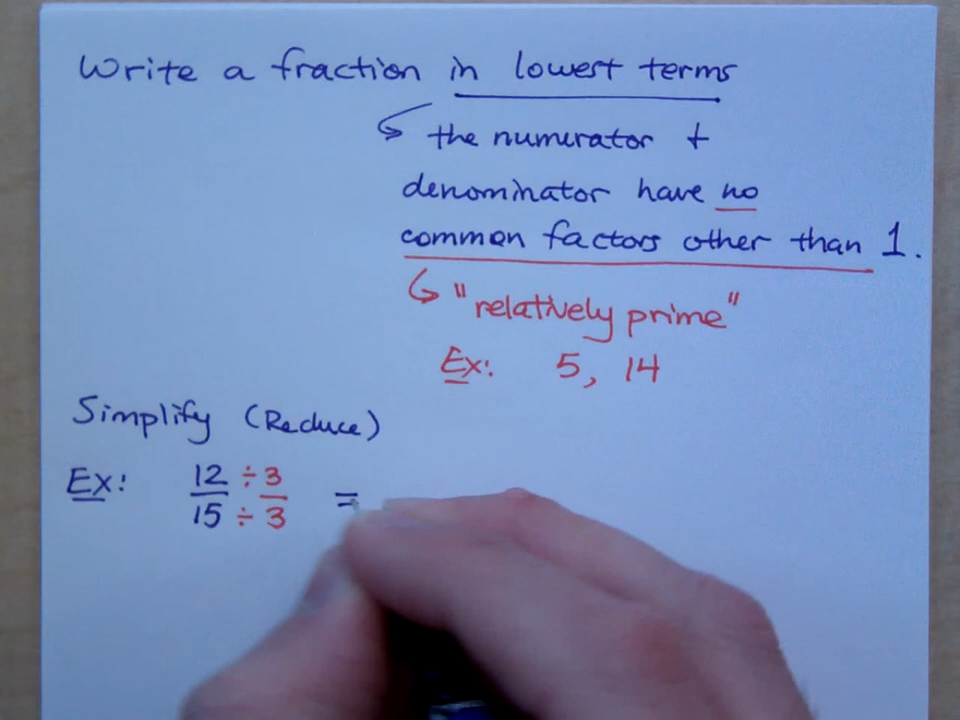 Write a fraction in lowest terms
↳ the numerator +
denominator have no
common factors other than 1.
↳ "relatively prime"
Ex: 5, 14
Simplify (Reduce)
Ex: 12 ÷ 3
15 ÷ 3 =